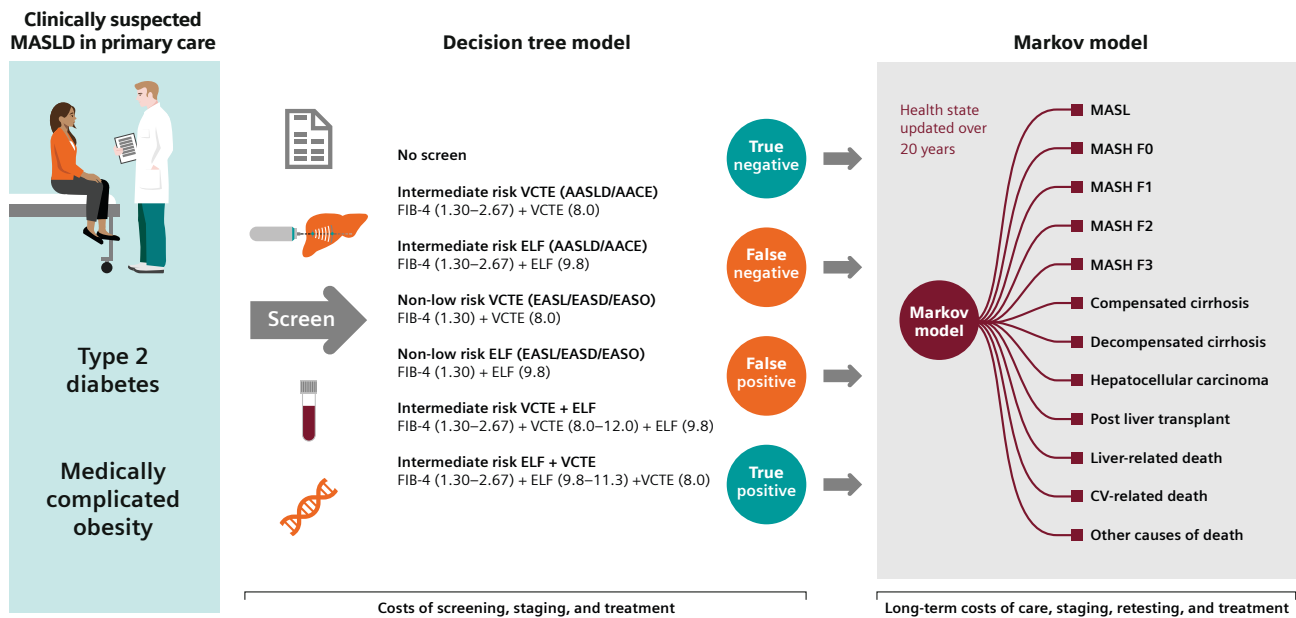 Clinically suspected
MASLD in primary care
Type 2
diabetes
Medically
complicated
obesity
Decision tree model
Screen
No screen
Intermediate risk VCTE (AASLD/AACE)
FIB-4 (1.30–2.67) + VCTE (8.0)
Intermediate risk ELF (AASLD/AACE)
FIB-4 (1.30–2.67) + ELF (9.8)
Non-low risk VCTE (EASL/EASD/EASO)
FIB-4 (1.30) + VCTE (8.0)
Non-low risk ELF (EASL/EASD/EASO)
FIB-4 (1.30) + ELF (9.8)
Intermediate risk VCTE + ELF
FIB-4 (1.30–2.67) + VCTE (8.0–12.0) + ELF (9.8)
Intermediate risk ELF + VCTE
FIB-4 (1.30–2.67) + ELF (9.8–11.3) +VCTE (8.0)
True
negative
False
negative
False
positive
True
positive
Costs of screening, staging, and treatment
Markov model
Health state
updated over
20 years
Markov
model
MASL
MASH F0
MASH F1
MASH F2
MASH F3
Compensated cirrhosis
Decompensated cirrhosis
Hepatocellular carcinoma
Post liver transplant
Liver-related death
CV-related death
Other causes of death
Long-term costs of care, staging, retesting, and treatment